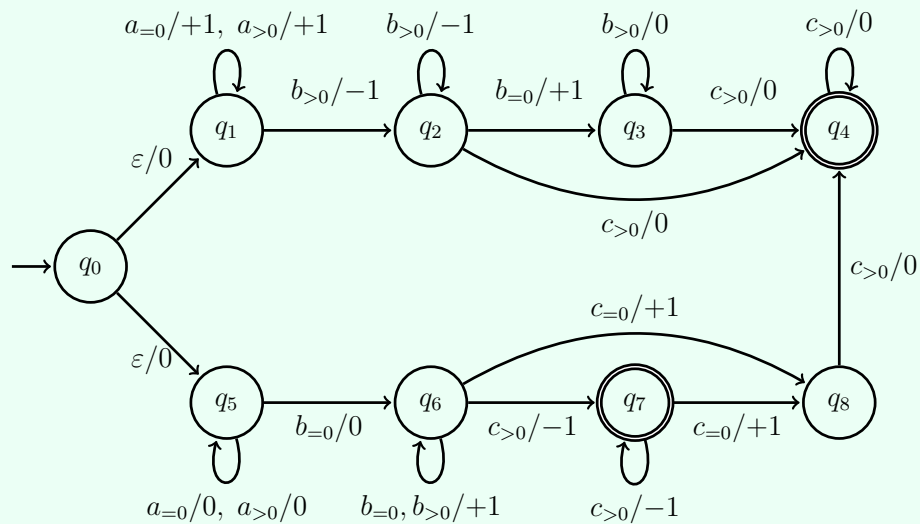 a=0/+1, a>0/+1
b>0/−1
b>0/0
c>0/0
b>0/−1
b=0/+1
c>0/0
q1
q2
q3
q4
ε/0
c>0/0
q0
c>0/0
ε/0
c=0/+1
q5
q6
q7
q8
b=0/0
c>0/−1
c=0/+1
a=0/0, a>0/0
b=0, b>0/+1
c>0/−1